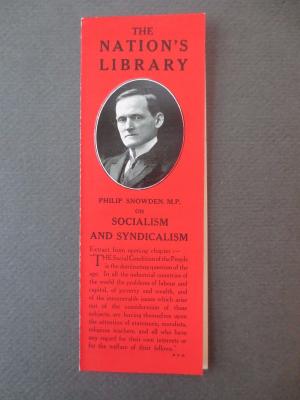 THE
NATION'S
LIBRARY
PHILIP SNOWDEN, M.P.
ON
SOCIALISM
AND SYNDICALISM
Extract from opening chapter:—
"THE Social Condition of the People
is the dominating question of the
age. In all the industrial countries of
the world the problems of labour and
capital, of poverty and wealth, and
of the innumerable issues which arise
out of the consideration of these
subjects, are forcing themselves upon
the attention of statesmen, moralists,
religious teachers, and all who have
any regard for their own interests or
for the welfare of their fellows."